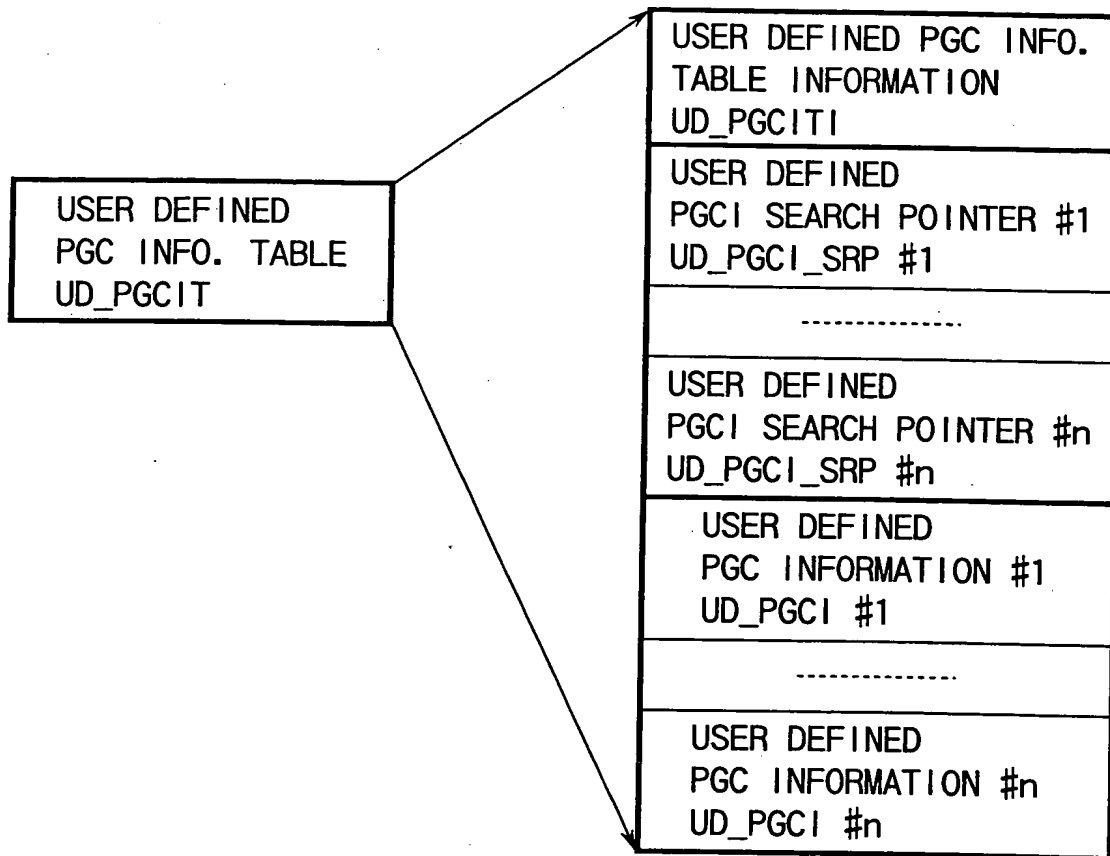 USER DEFINED
PGC INFO. TABLE
UD_PGCIT
USER DEFINED PGC INFO.
TABLE INFORMATION
UD_PGCITI
USER DEFINED
PGCI SEARCH POINTER #1
UD_PGCI_SRP #1
USER DEFINED
PGCI SEARCH POINTER #n
UD_PGCI_SRP #n
USER DEFINED
PGC INFORMATION #1
UD_PGCI #1
USER DEFINED
PGC INFORMATION #n
UD_PGCI #n